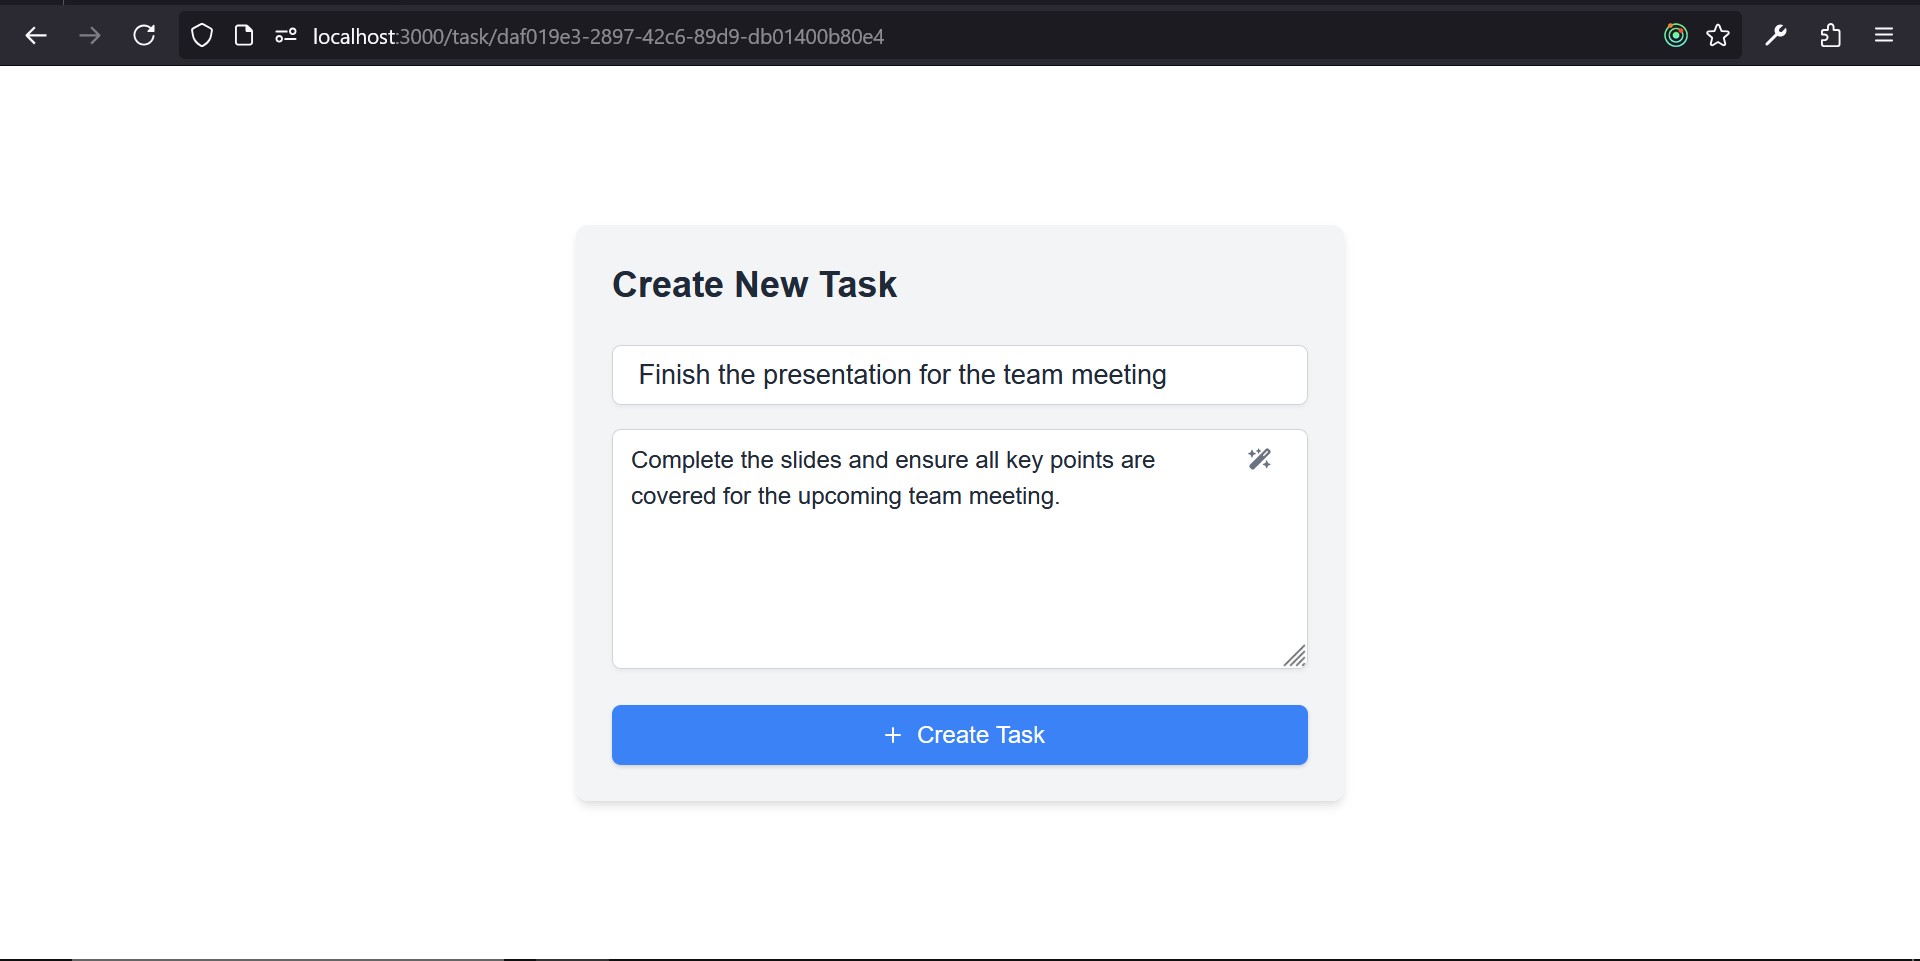 localhost:3000/task/daf019e3-2897-42c6-89d9-db01400b80e4
Create New Task
Finish the presentation for the team meeting
Complete the slides and ensure all key points are
covered for the upcoming team meeting.
+ Create Task